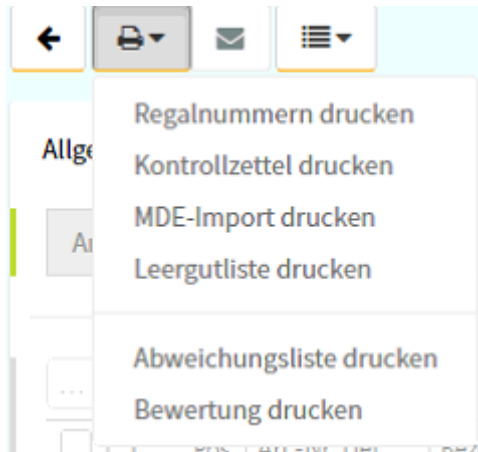 Regalnummern drucken
Kontrollzettel drucken
MDE-Import drucken
Leergutliste drucken
Abweichungsliste drucken
Bewertung drucken